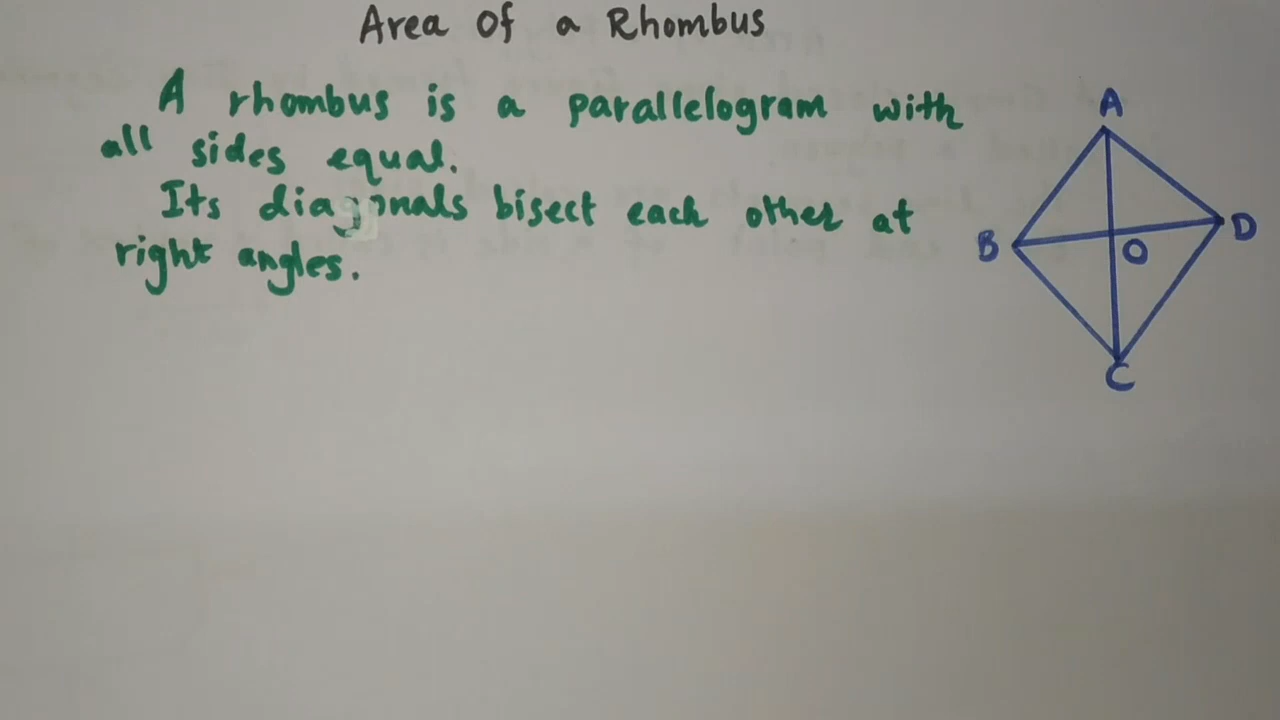 Area Of a Rhombus
A rhombus is a parallelogram with
all sides equal.
Its diagonals bisect each other at
right angles.
A
B
D
O
C